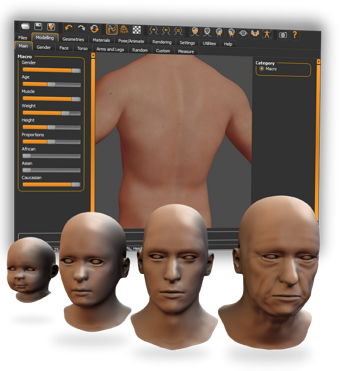 Files Modelling Geometries Materials Pose/Animate Rendering Settings Utilities Help
Main Gender Face Torso Arms and Legs Random Custom Measure
Macro
Gender
Age
Muscle
Weight
Height
Proportions
African
Asian
Caucasian
Category
Macro